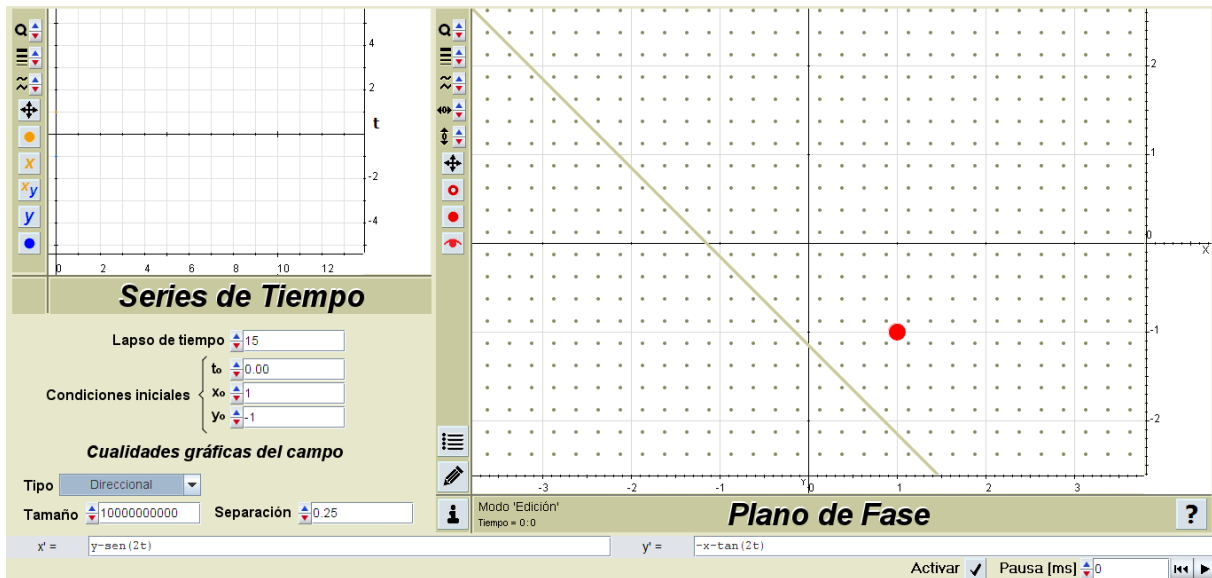 4
2
t
-2
-4
0 2 4 6 8 10 12
x
x y
y
Series de Tiempo
Lapso de tiempo 15
Condiciones iniciales
to 0.00
xo 1
yo -1
Cualidades gráficas del campo
Tipo Direccional
Tamaño 10000000000 Separación 0.25
2
1
0
X
-1
-2
-3 -2 -1 Y 0 1 2 3
i
Modo 'Edición'
Tiempo = 0:0
Plano de Fase
?
x' = y-sen(2t) y' = -x-tan(2t)
Activar ✓ Pausa [ms] 0